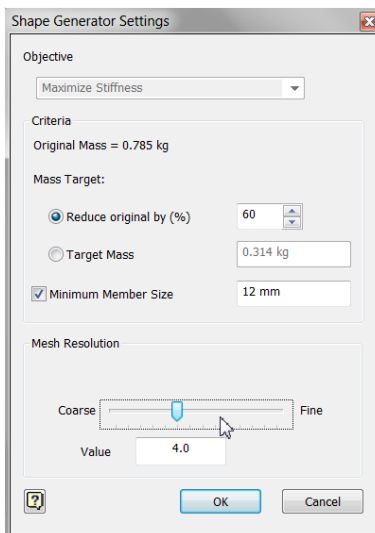 Shape Generator Settings
Objective
Maximize Stiffness
Criteria
Original Mass = 0.785 kg
Mass Target:
Reduce original by (%) 60
Target Mass 0.314 kg
Minimum Member Size 12 mm
Mesh Resolution
Coarse Fine
Value 4.0
OK Cancel